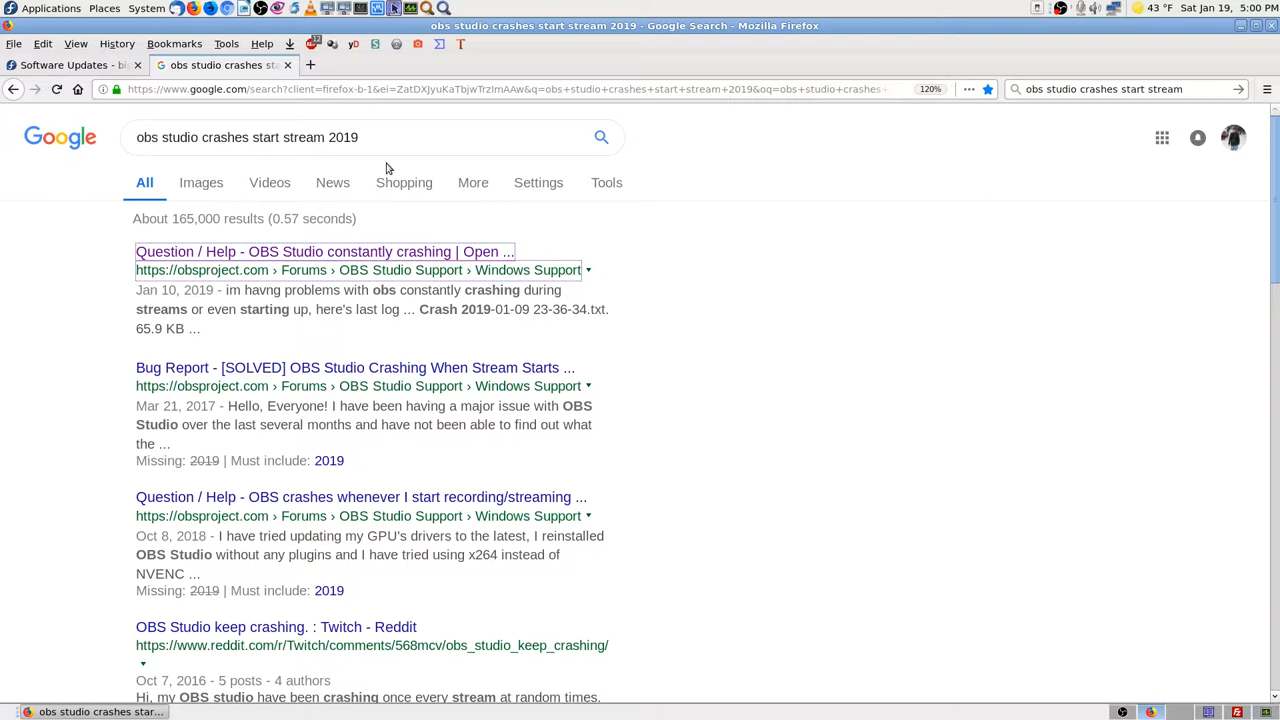 Applications Places System 43 °F Sat Jan 19, 5:00 PM
obs studio crashes start stream 2019 - Google Search - Mozilla Firefox
File Edit View History Bookmarks Tools Help 12 yD S T
Software Updates - bi × obs studio crashes sta × +
https://www.google.com/search?client=firefox-b-1&ei=ZatDXJyuKaTbjwTrzImAAw&q=obs+studio+crashes+start+stream+2019&oq=obs+studio+crashes 120% obs studio crashes start stream
Google obs studio crashes start stream 2019
All Images Videos News Shopping More Settings Tools
About 165,000 results (0.57 seconds)
Question / Help - OBS Studio constantly crashing | Open ...
https://obsproject.com › Forums › OBS Studio Support › Windows Support
Jan 10, 2019 - im havng problems with obs constantly crashing during
streams or even starting up, here's last log ... Crash 2019-01-09 23-36-34.txt.
65.9 KB ...
Bug Report - [SOLVED] OBS Studio Crashing When Stream Starts ...
https://obsproject.com › Forums › OBS Studio Support › Windows Support
Mar 21, 2017 - Hello, Everyone! I have been having a major issue with OBS
Studio over the last several months and have not been able to find out what
the ...
Missing: 2019 | Must include: 2019
Question / Help - OBS crashes whenever I start recording/streaming ...
https://obsproject.com › Forums › OBS Studio Support › Windows Support
Oct 8, 2018 - I have tried updating my GPU's drivers to the latest, I reinstalled
OBS Studio without any plugins and I have tried using x264 instead of
NVENC ...
Missing: 2019 | Must include: 2019
OBS Studio keep crashing. : Twitch - Reddit
https://www.reddit.com/r/Twitch/comments/568mcv/obs_studio_keep_crashing/
Oct 7, 2016 - 5 posts - 4 authors
Hi, my OBS studio have been crashing once every stream at random times.
obs studio crashes star...